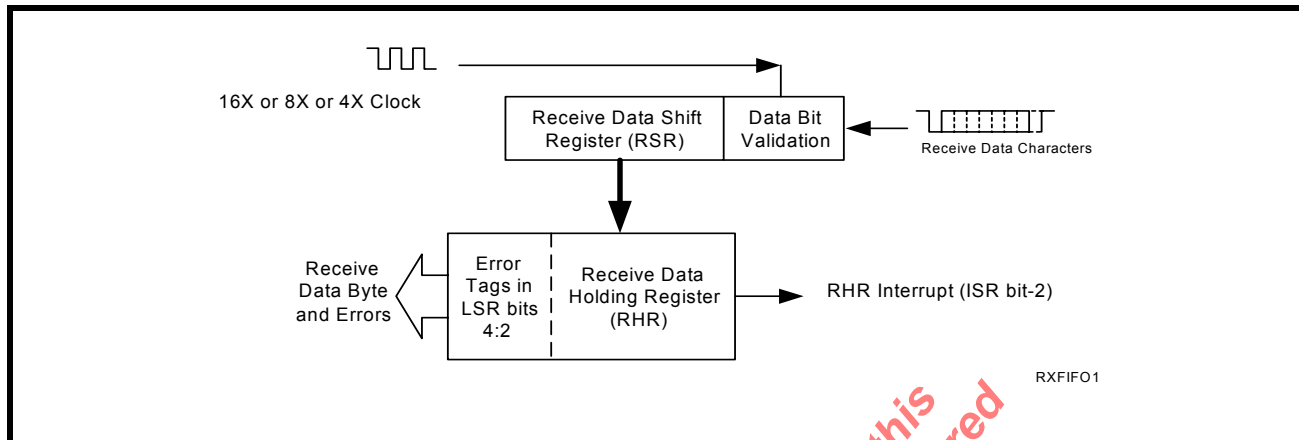 16X or 8X or 4X Clock
Receive Data Shift
Register (RSR)
Data Bit
Validation
Receive Data Characters
Receive
Data Byte
and Errors
Error
Tags in
LSR bits
4:2
Receive Data
Holding Register
(RHR)
RHR Interrupt (ISR bit-2)
RXFIFO1
this